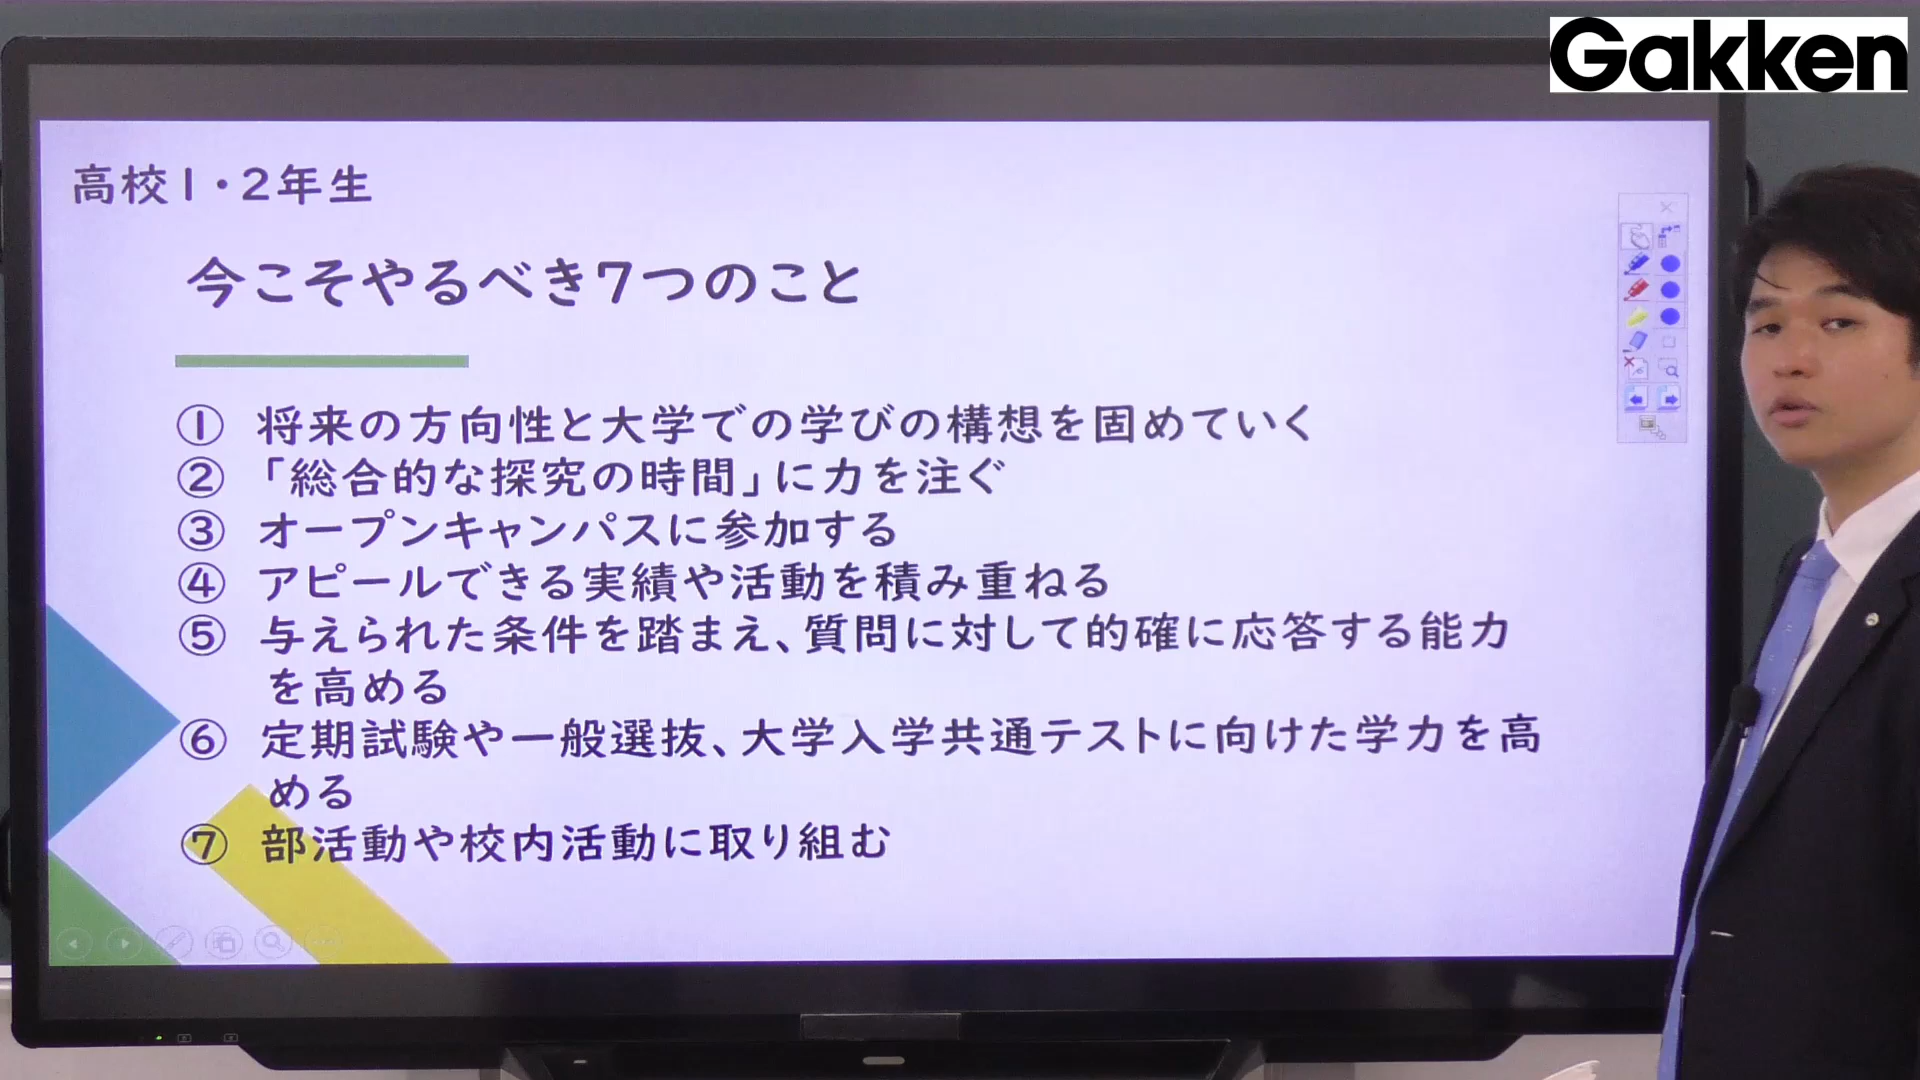 Gakken
高校1・2年生
今こそやるべき7つのこと
① 将来の方向性と大学での学びの構想を固めていく
② 「総合的な探究の時間」に力を注ぐ
③ オープンキャンパスに参加する
④ アピールできる実績や活動を積み重ねる
⑤ 与えられた条件を踏まえ、質問に対して的確に応答する能力
を高める
⑥ 定期試験や一般選抜、大学入学共通テストに向けた学力を高
める
⑦ 部活動や校内活動に取り組む